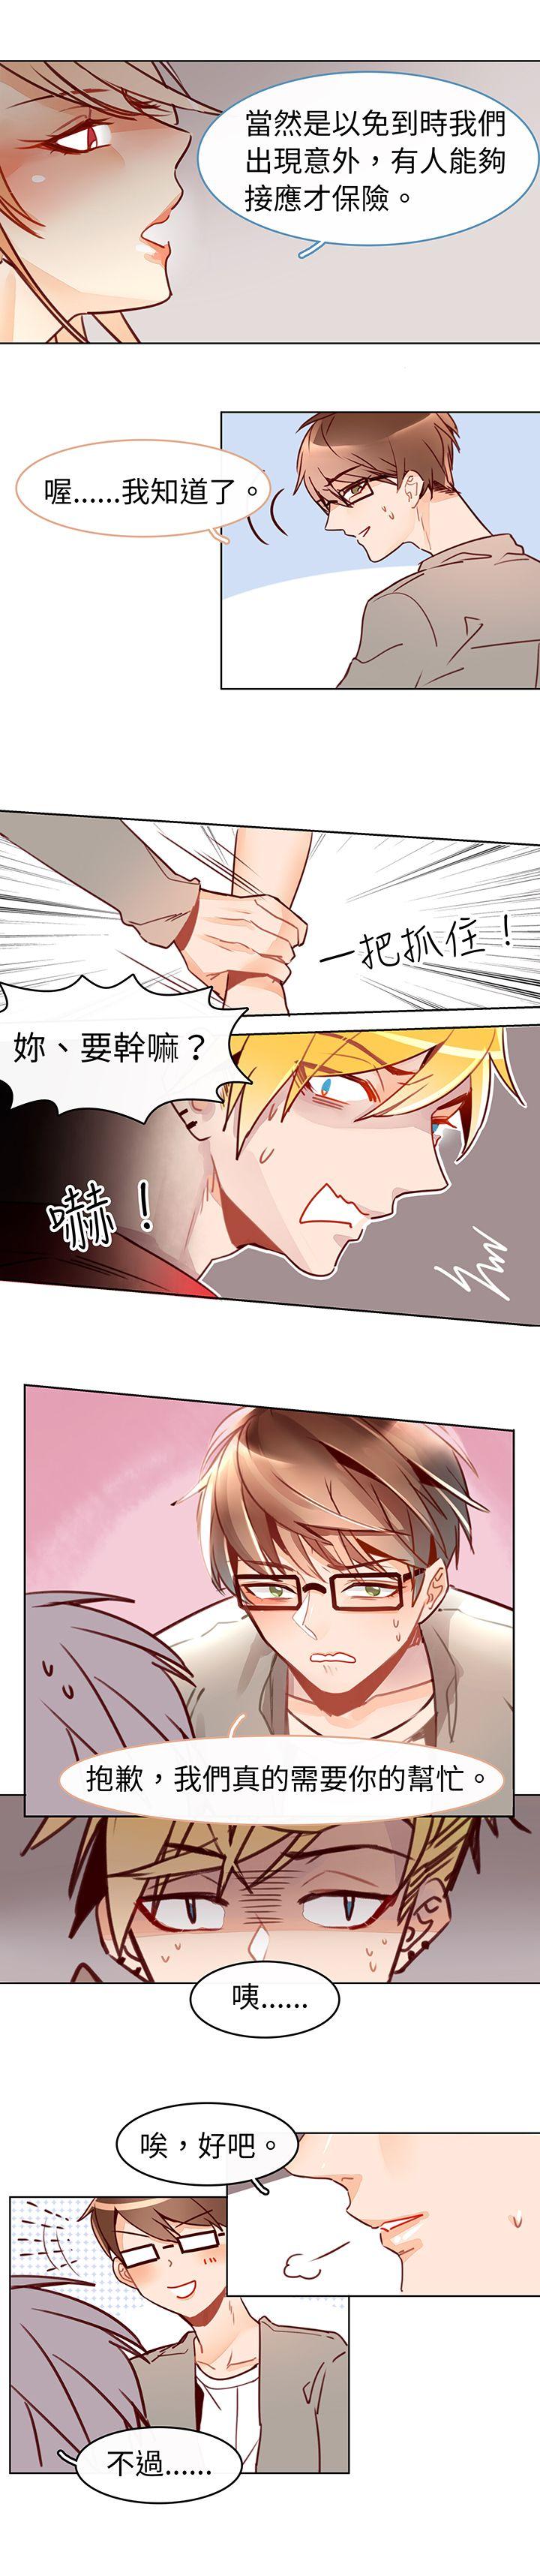 當然是以免到時我們
出現意外，有人能夠
接應才保險。
喔……我知道了。
一把抓住！
妳、要幹嘛？
嚇！
抱歉，我們真的需要你的幫忙。
咦……
唉，好吧。
不過……